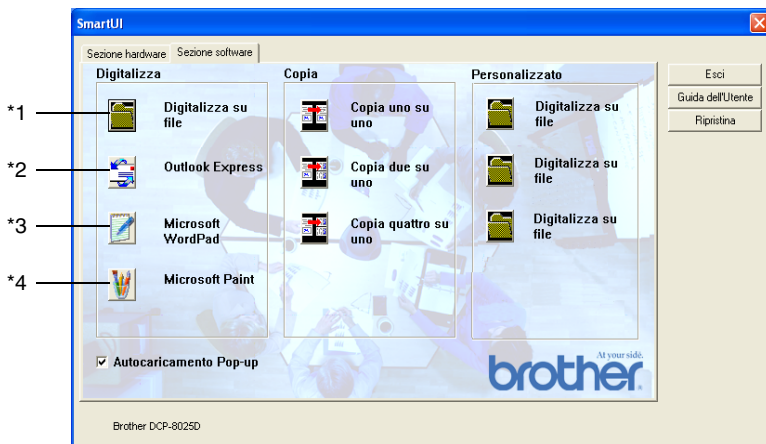 SmartUI
Sezione hardware Sezione software
Digitalizza
*1 Digitalizza su
file
*2 Outlook Express
*3 Microsoft
WordPad
*4 Microsoft Paint
Copia
Copia uno su
uno
Copia due su
uno
Copia quattro su
uno
Personalizzato
Digitalizza su
file
Digitalizza su
file
Digitalizza su
file
Esci
Guida dell'Utente
Ripristina
Autocaricamento Pop-up
At your side.
brother
Brother DCP-8025D